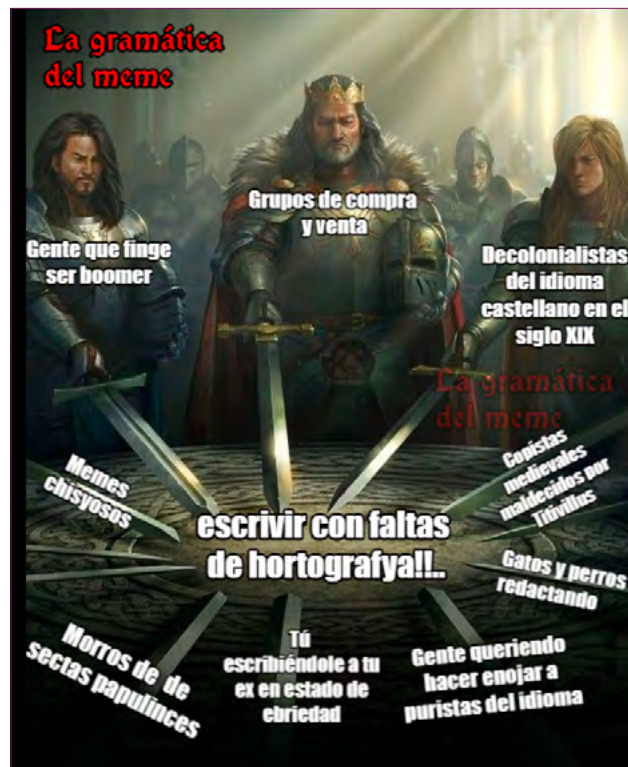 La gramática
del meme
Grupos de compra
y venta
Gente que finge
ser boomer
Decolonialistas
del idioma
castellano en el
siglo XIX
La gramática
del meme
Memes
chisyosos
Copistas
medievales
maldecidos por
Titivillus
escrivir con faltas
de hortografya!!..
Gatos y perros
redactando
Morros de de
sectas papulinces
Tú
escribiéndole a tu
ex en estado de
ebriedad
Gente queriendo
hacer enojar a
puristas del idioma